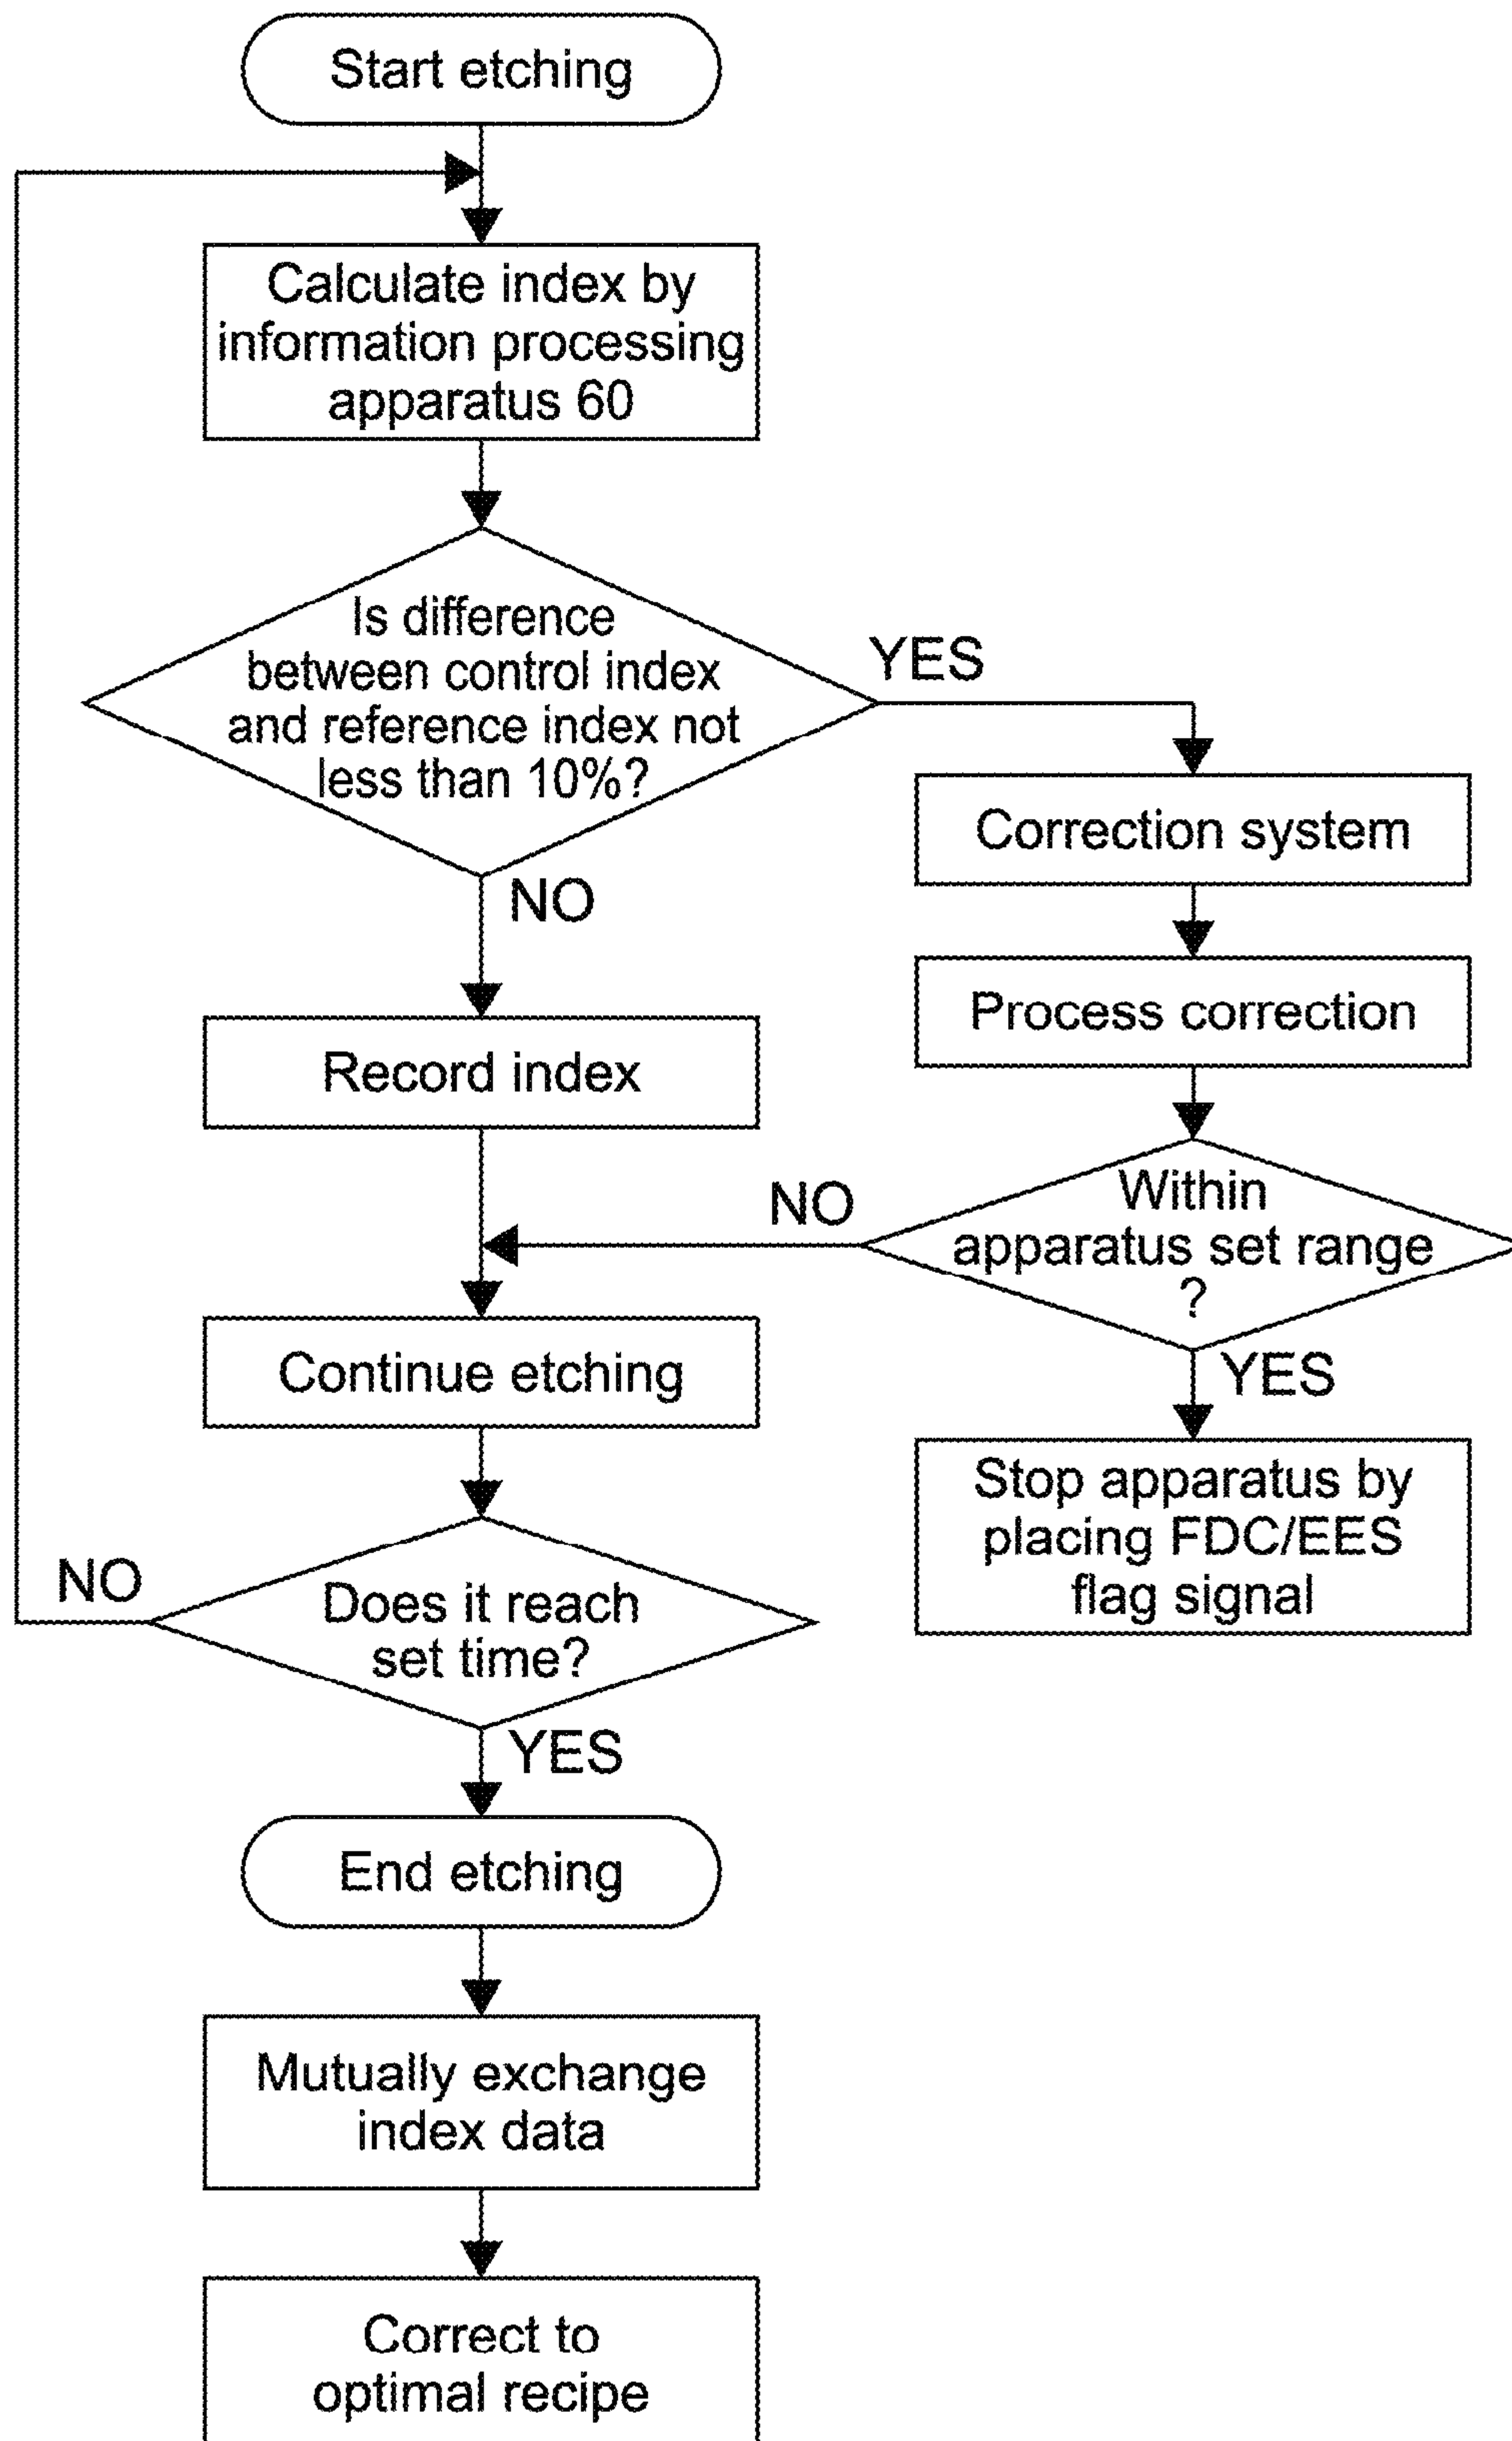 Start etching
Calculate index by
information processing
apparatus 60
Is difference
between control index
and reference index not
less than 10%?
YES
NO
Correction system
Process correction
Record index
Within
apparatus set range
?
NO
YES
Continue etching
Stop apparatus by
placing FDC/EES
flag signal
Does it reach
set time?
NO
YES
End etching
Mutually exchange
index data
Correct to
optimal recipe